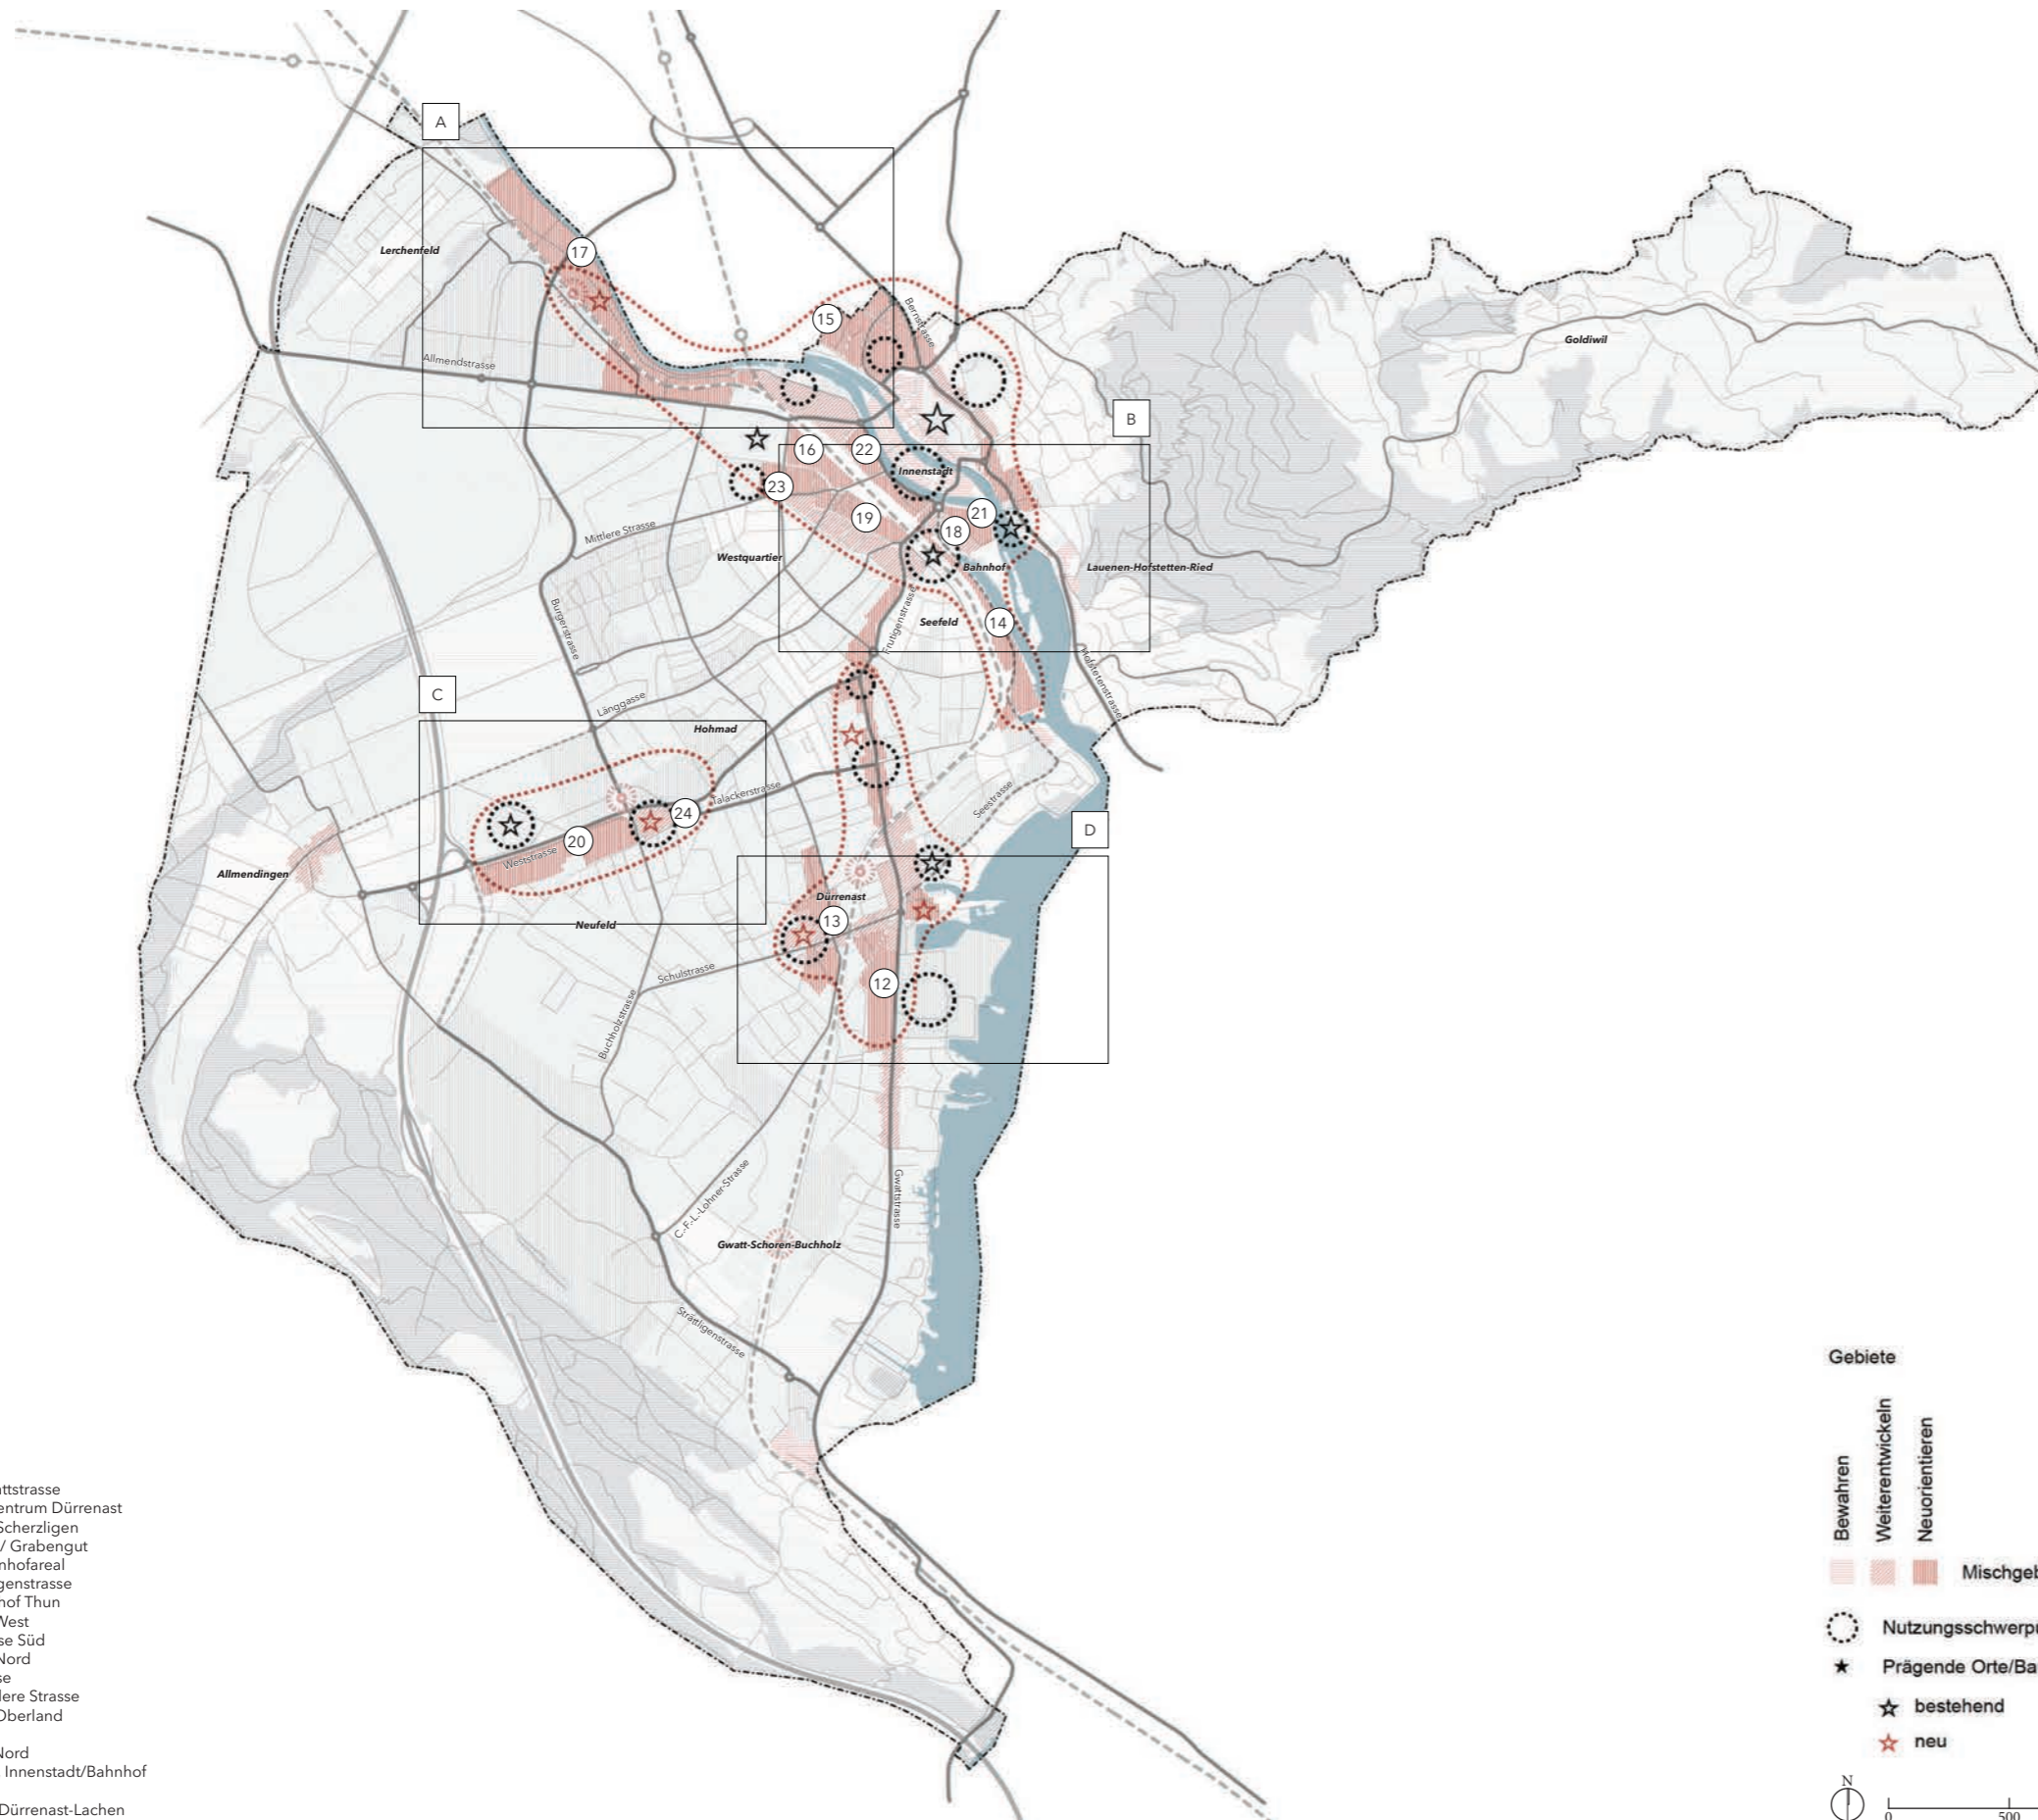 A
17
Lerchenfeld
15
Bernstrasse
Goldiwil
Allmendstrasse
B
16
22
Innenstadt
23
21
19
18
Mittlere Strasse
Westquartier
Bahnhof
Lauenen-Hofstetten-Ried
Burgerstrasse
Frutigenstrasse
Seefeld
14
Hofstetenstrasse
C
Länggasse
Hohmad
Talackerstrasse
Seestrasse
24
D
20
Weststrasse
Allmendingen
Dürrenast
13
Neufeld
Schulstrasse
12
Buchholzstrasse
C.-F.-L.-Lohner-Strasse
Gwattstrasse
Gwatt-Schoren-Buchholz
Strättligenstrasse
Gebiete
Bewahren
Weiterentwickeln
Neuorientieren
Mischgeb
Nutzungsschwerpu
Prägende Orte/Ba
bestehend
neu
N
0 500
attstrasse
entrum Dürrenast
Scherzligen
/ Grabengut
nhofareal
genstrasse
hof Thun
West
se Süd
Nord
se
lere Strasse
Oberland
Nord
Innenstadt/Bahnhof
Dürrenast-Lachen